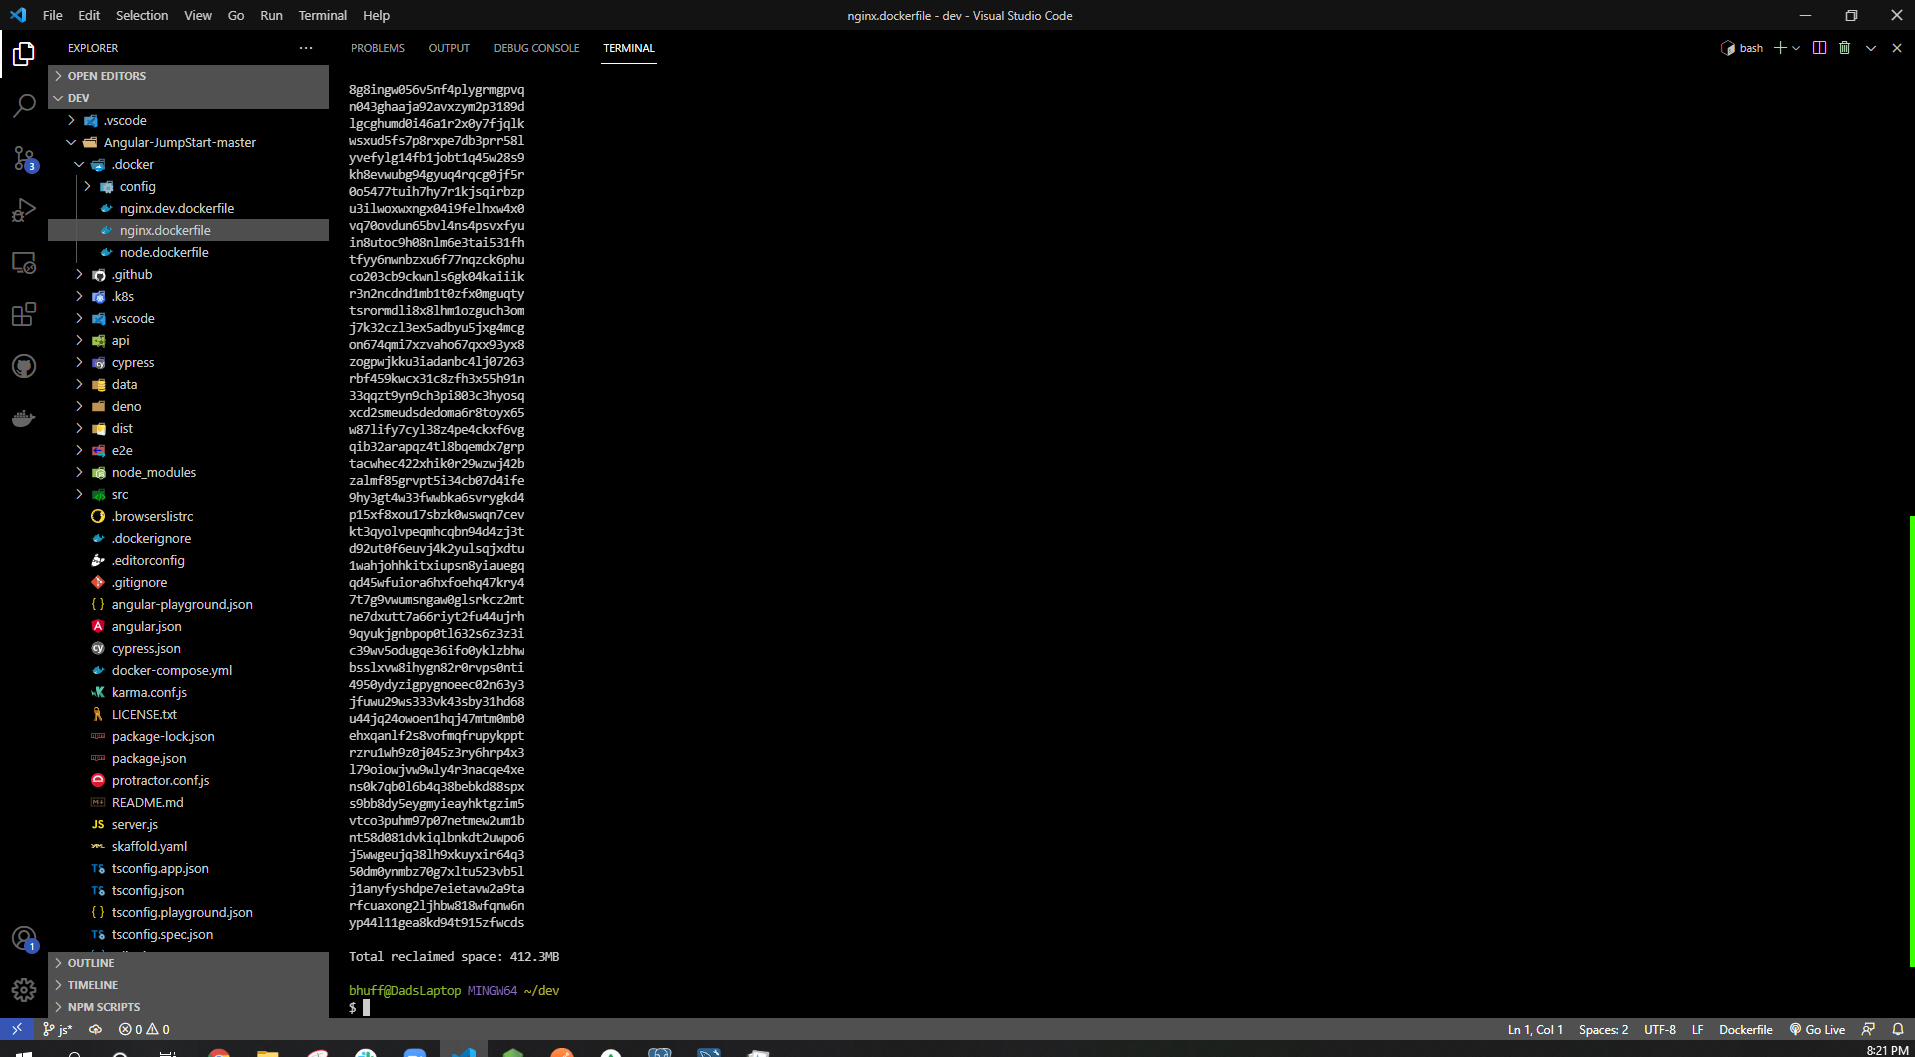 File Edit Selection View Go Run Terminal Help
nginx.dockerfile - dev - Visual Studio Code
EXPLORER
OPEN EDITORS
DEV
.vscode
Angular-JumpStart-master
.docker
config
nginx.dev.dockerfile
nginx.dockerfile
node.dockerfile
.github
.k8s
.vscode
api
cypress
data
deno
dist
e2e
node_modules
src
.browserslistrc
.dockerignore
.editorconfig
.gitignore
angular-playground.json
angular.json
cypress.json
docker-compose.yml
karma.conf.js
LICENSE.txt
package-lock.json
package.json
protractor.conf.js
README.md
server.js
skaffold.yaml
tsconfig.app.json
tsconfig.json
tsconfig.playground.json
tsconfig.spec.json
OUTLINE
TIMELINE
NPM SCRIPTS
3
1
PROBLEMS OUTPUT DEBUG CONSOLE TERMINAL
bash
8g8ingw056v5nf4plygrmgpvq
n043ghaaja92avxzym2p3189d
lgcghumd0i46a1r2x0y7fjqlk
wsxud5fs7p8rxpe7db3prr58l
yvefylg14fb1jobt1q45w28s9
kh8evwubg94gyuq4rqcg0jf5r
0o5477tuih7hy7r1kjsqirbzp
u3ilwoxwxngx04i9felhxw4x0
vq70ovdun65bvl4ns4psvxfyu
in8utoc9h08nlm6e3tai531fh
tfyy6nwnbzxu6f77nqzck6phu
co203cb9ckwnls6gk04kaiiik
r3n2ncdnd1mb1t0zfx0mguqty
tsrormdli8x8lhm1ozguch3om
j7k32czl3ex5adbyu5jxg4mcg
on674qmi7xzvaho67qxx93yx8
zogpwjkku3iadanbc4lj07263
rbf459kwcx31c8zfh3x55h91n
33qqzt9yn9ch3pi803c3hyosq
xcd2smeudsdedoma6r8toyx65
w87lify7cyl38z4pe4ckxf6vg
qib32arapqz4tl8bqemdx7grp
tacwhec422xhik0r29wzwj42b
zalmf85grvpt5i34cb07d4ife
9hy3gt4w33fwwbka6svrygkd4
p15xf8xou17sbzk0wswqn7cev
kt3qyolvpeqmhcqbn94d4zj3t
d92ut0f6euvj4k2yulsqjxdtu
1wahjohhkitxiupsn8yiauegq
qd45wfuiora6hxfoehq47kry4
7t7g9vwumsngaw0glsrkcz2mt
ne7dxutt7a66riyt2fu44ujrh
9qyukjgnbpop0tl632s6z3z3i
c39wv5odugqe36ifo0yklzbhw
bsslxvw8ihygn82r0rvps0nti
4950ydyzigpygnoeec02n63y3
jfuwu29ws333vk43sby31hd68
u44jq24owoen1hqj47mtm0mb0
ehxqanlf2s8vofmqfrupykppt
rzru1wh9z0j045z3ry6hrp4x3
l79oiowjvw9wly4r3nacqe4xe
ns0k7qb0l6b4q38bebkd88spx
s9bb8dy5eygmyieayhktgzim5
vtco3puhm97p07netmew2um1b
nt58d081dvkiqlbnkdt2uwpo6
j5wwgeujq38lh9xkuyxir64q3
50dm0ynmbz70g7xltu523vb5l
j1anyfyshdpe7eietavw2a9ta
rfcuaxong2ljhbw818wfqnw6n
yp44l11gea8kd94t915zfwcds
Total reclaimed space: 412.3MB
bhuff@DadsLaptop MINGW64 ~/dev
$
js* 0 0
Ln 1, Col 1 Spaces: 2 UTF-8 LF Dockerfile Go Live
8:21 PM